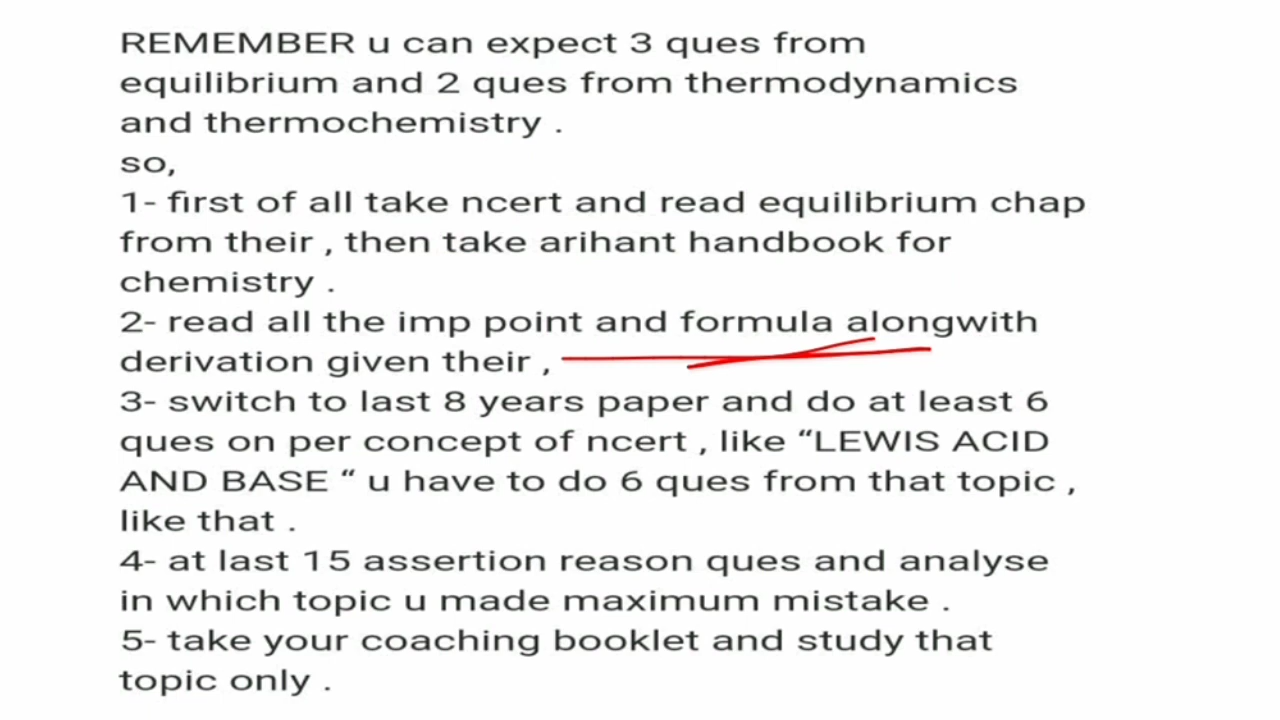 REMEMBER u can expect 3 ques from
equilibrium and 2 ques from thermodynamics
and thermochemistry .
so,
1- first of all take ncert and read equilibrium chap
from their , then take arihant handbook for
chemistry .
2- read all the imp point and formula alongwith
derivation given their ,
3- switch to last 8 years paper and do at least 6
ques on per concept of ncert , like “LEWIS ACID
AND BASE “ u have to do 6 ques from that topic ,
like that .
4- at last 15 assertion reason ques and analyse
in which topic u made maximum mistake .
5- take your coaching booklet and study that
topic only .